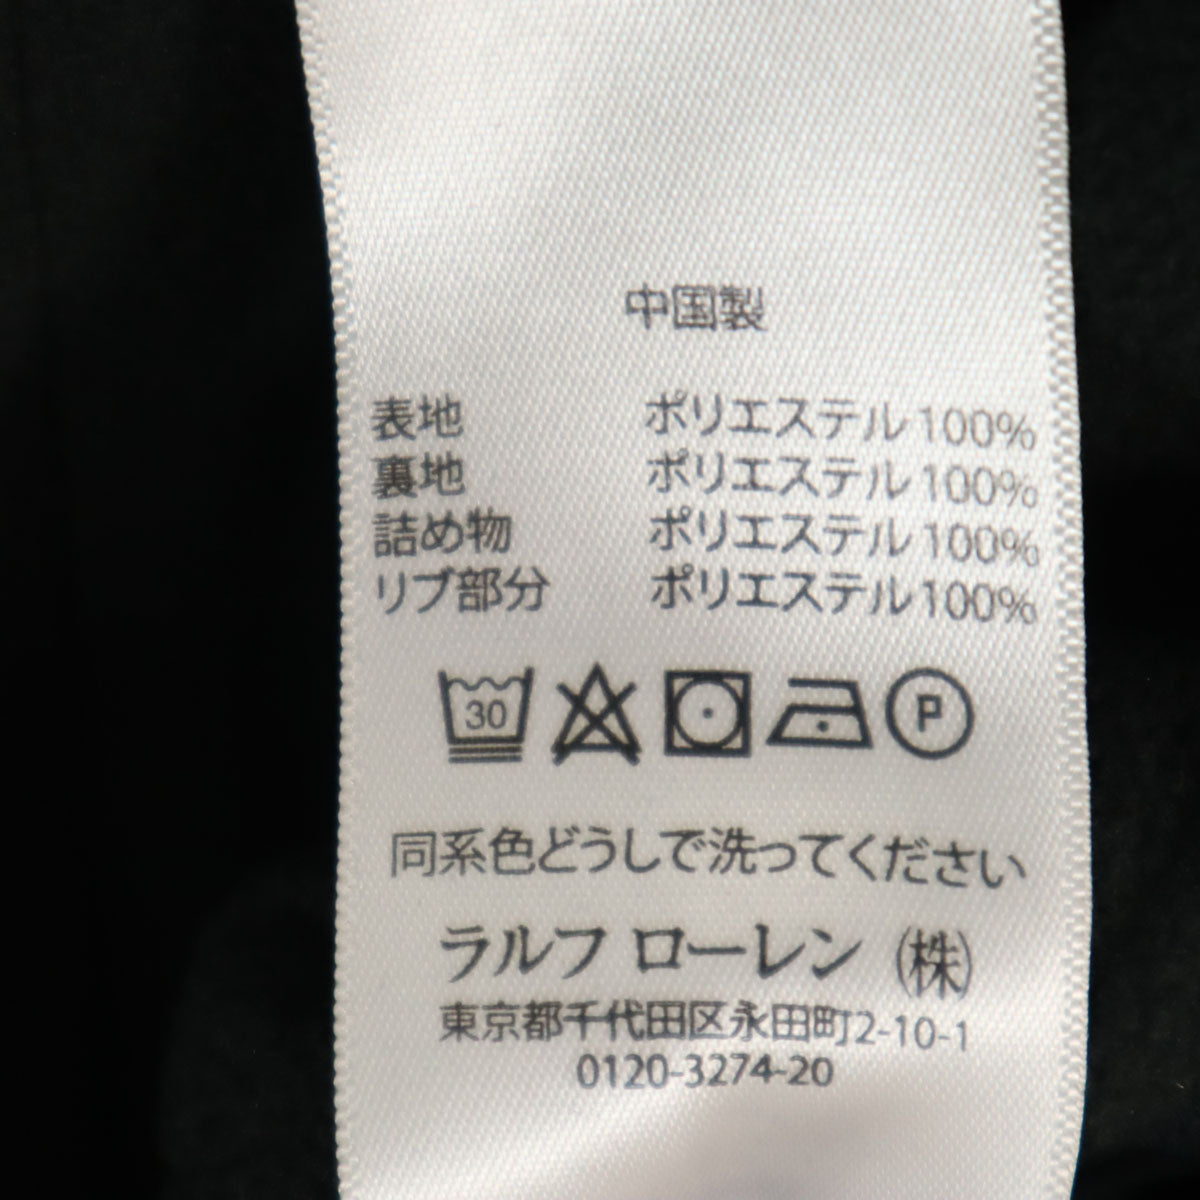 中国製
表地 ポリエステル100%
裏地 ポリエステル100%
詰め物 ポリエステル100%
リブ部分 ポリエステル100%
30 P
同系色どうしで洗ってください
ラルフ ローレン (株)
東京都千代田区永田町2-10-1
0120-3274-20